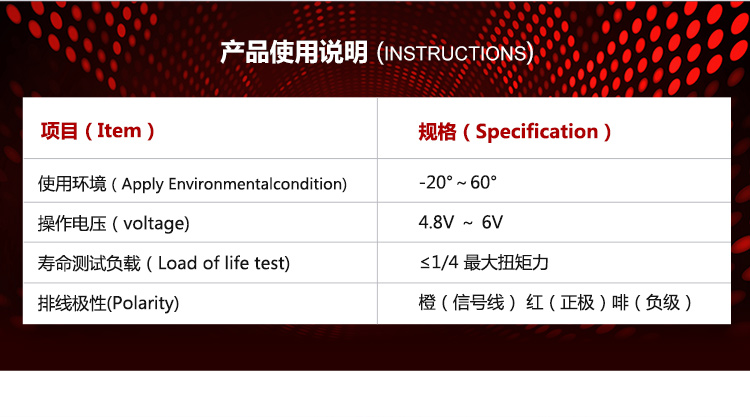 产品使用说明 (INSTRUCTIONS)
项目（Item）
规格（Specification）
使用环境（Apply Environmentalcondition)
-20°～60°
操作电压（voltage)
4.8V ～ 6V
寿命测试负载（Load of life test)
≤1/4 最大扭矩力
排线极性(Polarity)
橙（信号线） 红（正极）啡（负级）